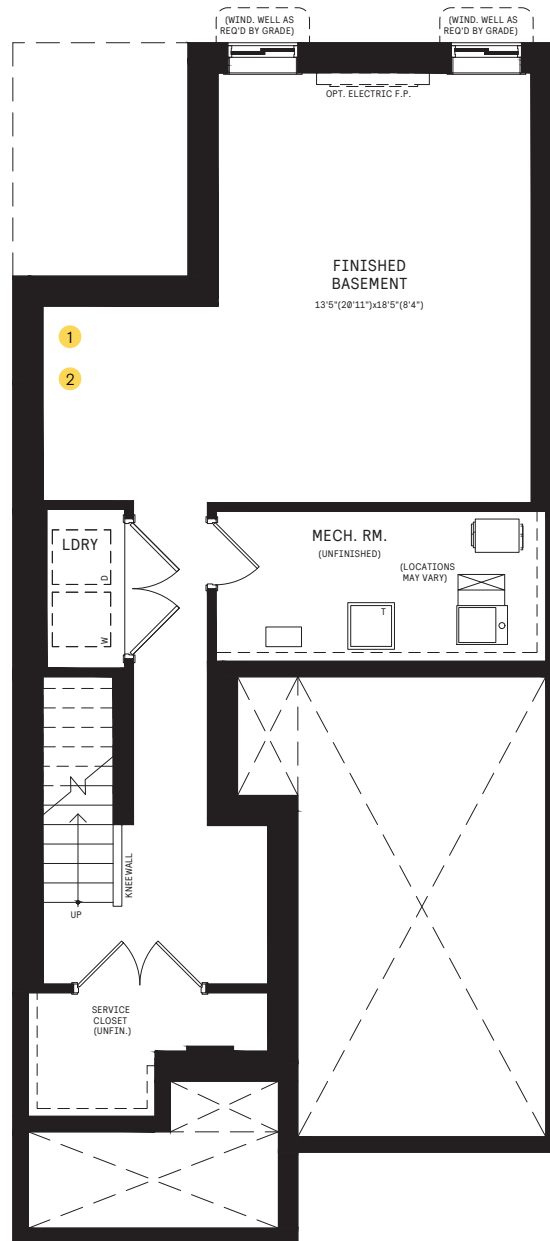 (WIND. WELL AS
REQ'D BY GRADE)
(WIND. WELL AS
REQ'D BY GRADE)
OPT. ELECTRIC F.P.
FINISHED
BASEMENT
13'5"(20'11")x18'5"(8'4")
1
2
LDRY
D
W
MECH. RM.
(UNFINISHED)
(LOCATIONS
MAY VARY)
T
KNEEWALL
UP
SERVICE
CLOSET
(UNFIN.)